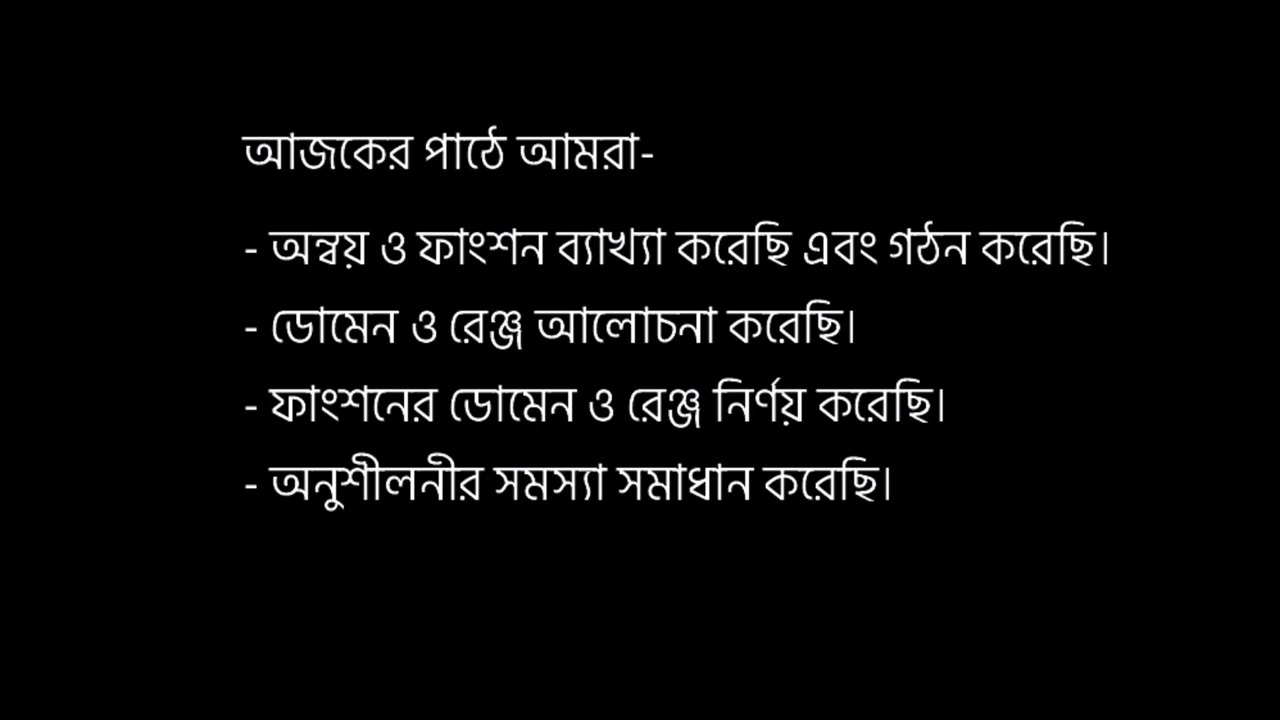 আজকের পাঠে আমরা-
- অন্বয় ও ফাংশন ব্যাখ্যা করেছি এবং গঠন করেছি।
- ডোমেন ও রেঞ্জ আলোচনা করেছি।
- ফাংশনের ডোমেন ও রেঞ্জ নির্ণয় করেছি।
- অনুশীলনীর সমস্যা সমাধান করেছি।